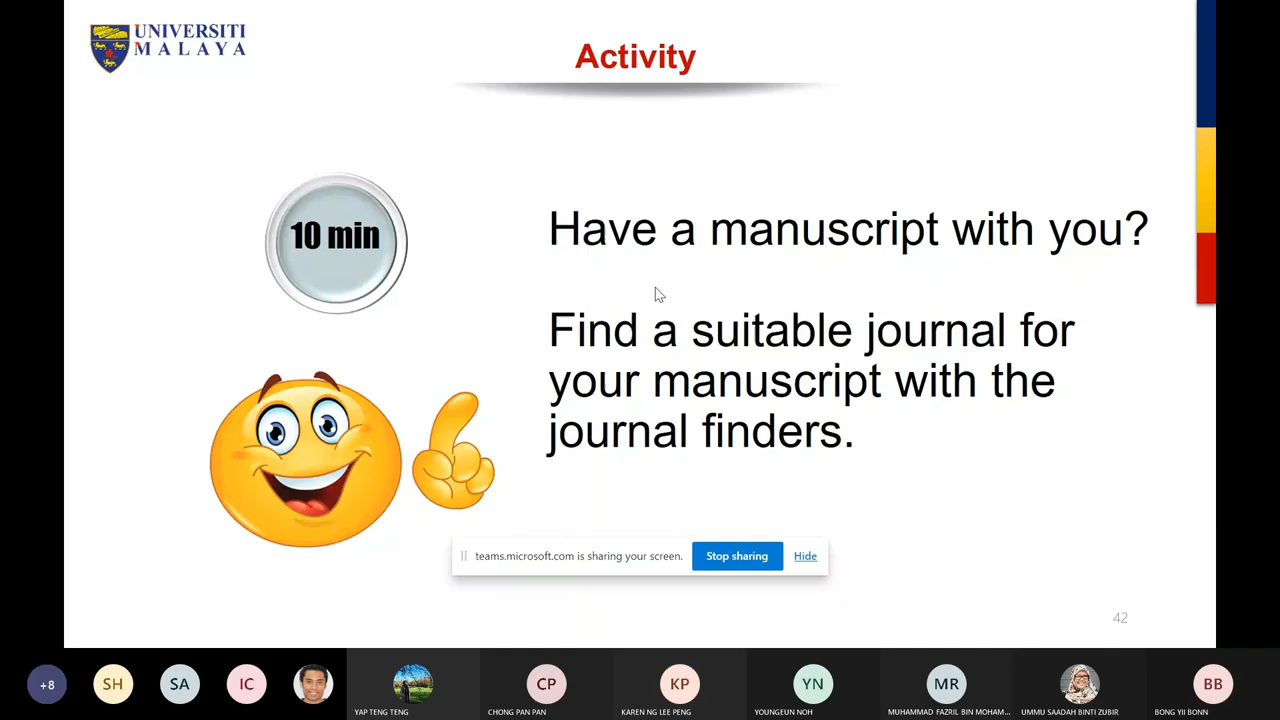 UNIVERSITI
MALAYA
Activity
10 min
Have a manuscript with you?
Find a suitable journal for
your manuscript with the
journal finders.
teams.microsoft.com is sharing your screen.
Stop sharing
Hide
42
+8
SH
SA
IC
CP
KP
YN
MR
BB
YAP TENG TENG
CHONG PAN PAN
KAREN NG LEE PENG
YOUNGEUN NOH
MUHAMMAD FAZRIL BIN MOHAM...
UMMU SAADAH BINTI ZUBIR
BONG YII BONN